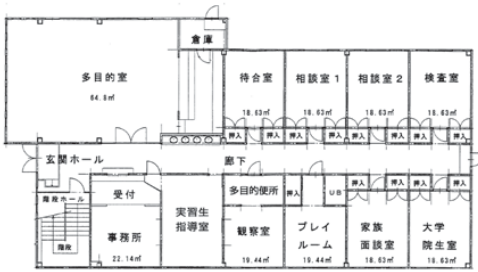 倉庫
多目的室
64.8㎡
待合室
18.63㎡
相談室1
18.63㎡
相談室2
18.63㎡
検査室
18.63㎡
押入
押入
押入
押入
押入
押入
押入
押入
玄関ホール
廊下
階段ホール
階段
受付
事務所
22.14㎡
実習生
指導室
多目的便所
観察室
19.44㎡
押入
UB
プレイ
ルーム
19.44㎡
押入
押入
家族
面談室
18.63㎡
押入
押入
大学
院生室
18.63㎡